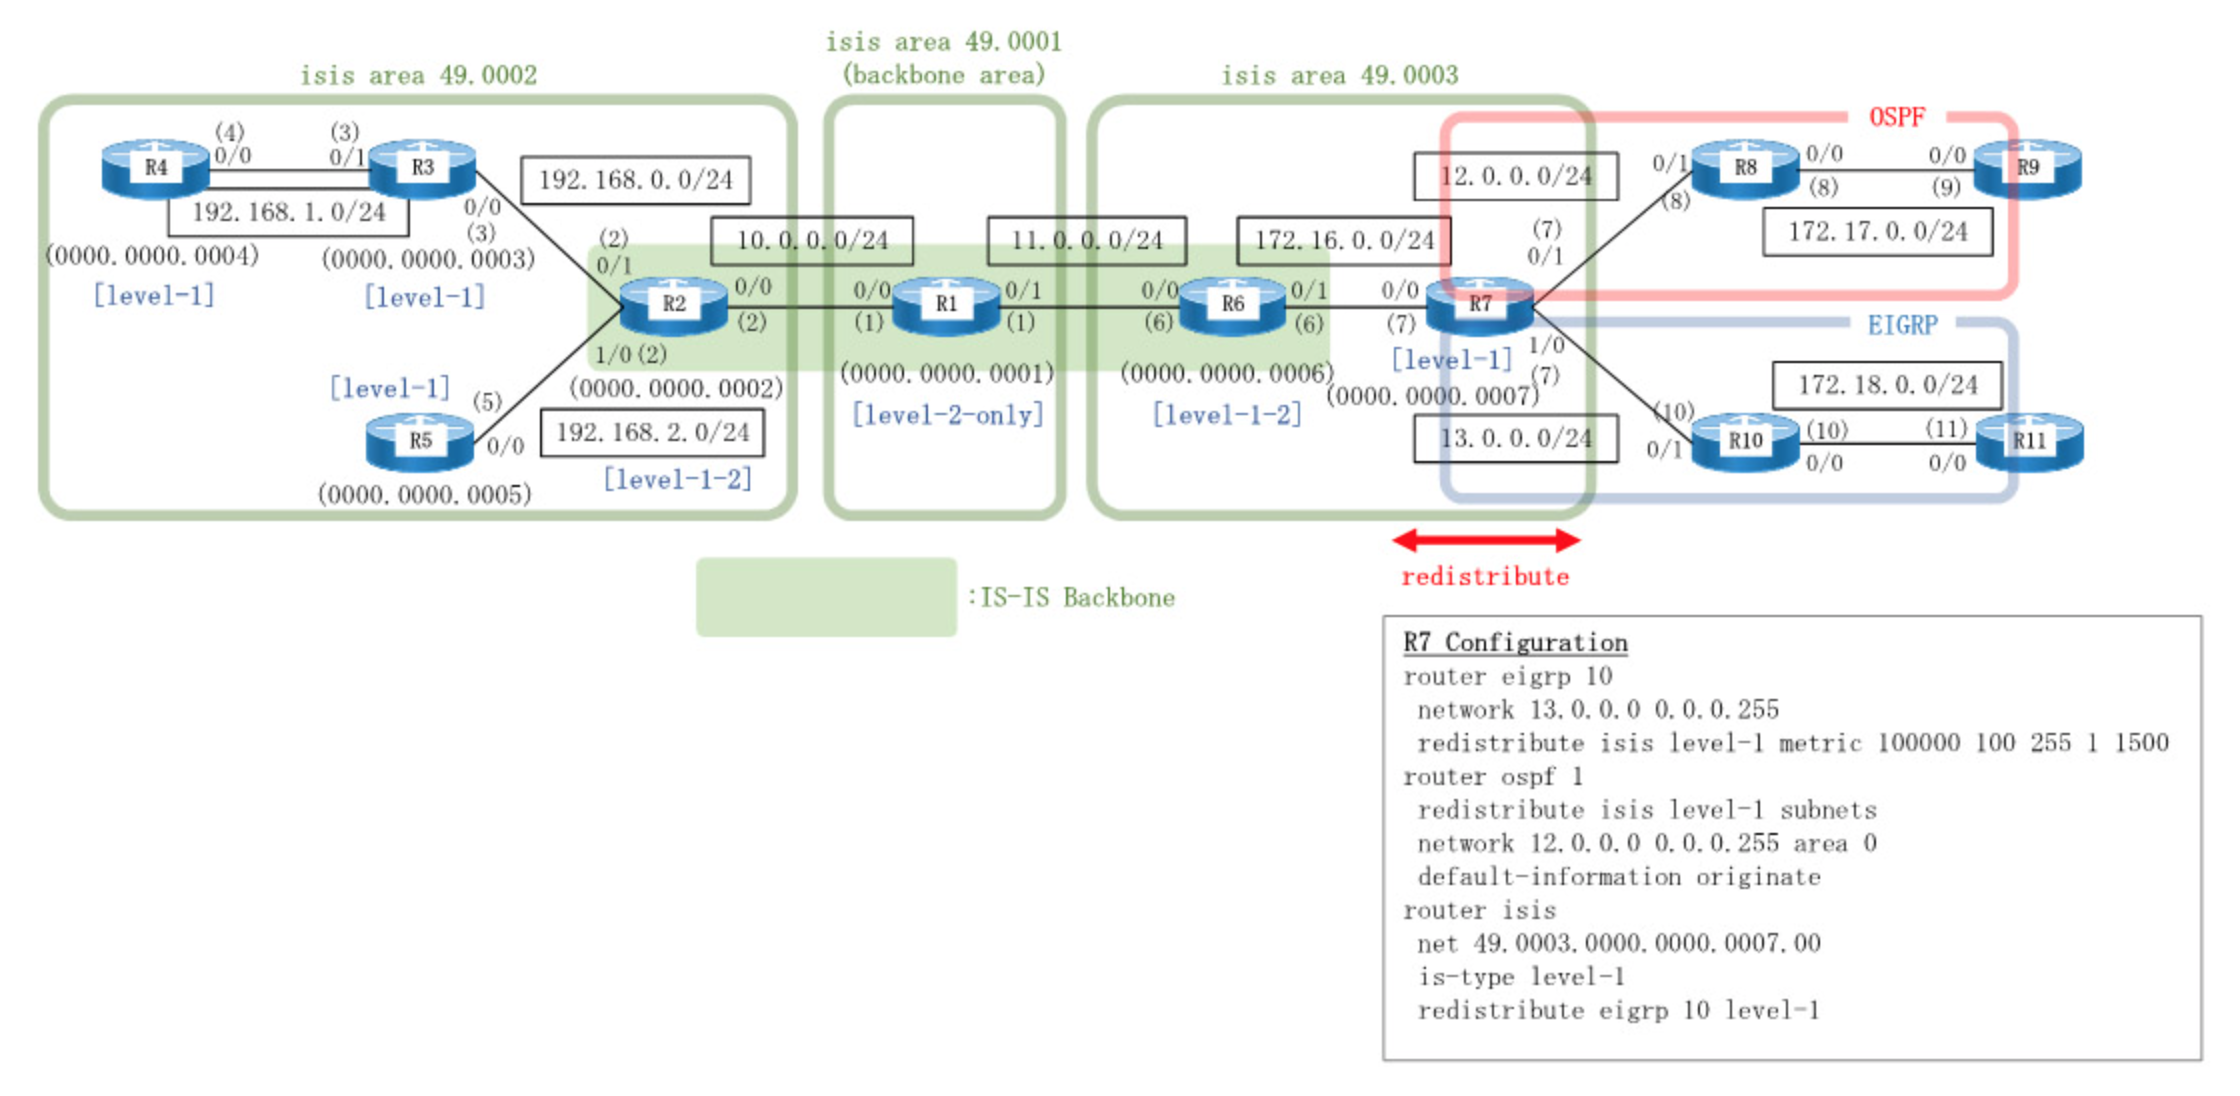 isis area 49.0001
(backbone area)
isis area 49.0002
isis area 49.0003
OSPF
(4)
0/0
(3)
0/1
R4
R3
192.168.1.0/24
192.168.0.0/24
0/0
(3)
(0000.0000.0004)
(0000.0000.0003)
[level-1]
[level-1]
(2)
0/1
10.0.0.0/24
11.0.0.0/24
172.16.0.0/24
12.0.0.0/24
(7)
0/1
0/1
(8)
R8
0/0
(8)
0/0
(9)
R9
172.17.0.0/24
R2
0/0
(2)
0/0
(1)
R1
0/1
(1)
0/0
(6)
R6
0/1
(6)
0/0
(7)
R7
EIGRP
1/0(2)
(0000.0000.0002)
(0000.0000.0001)
[level-2-only]
(0000.0000.0006)
[level-1-2]
[level-1]
(0000.0000.0007)
1/0
(7)
[level-1]
(5)
R5
0/0
192.168.2.0/24
[level-1-2]
(0000.0000.0005)
13.0.0.0/24
172.18.0.0/24
(10)
0/1
R10
(10)
0/0
(11)
0/0
R11
redistribute
:IS-IS Backbone
R7 Configuration
router eigrp 10
network 13.0.0.0 0.0.0.255
redistribute isis level-1 metric 100000 100 255 1 1500
router ospf 1
redistribute isis level-1 subnets
network 12.0.0.0 0.0.0.255 area 0
default-information originate
router isis
net 49.0003.0000.0000.0007.00
is-type level-1
redistribute eigrp 10 level-1